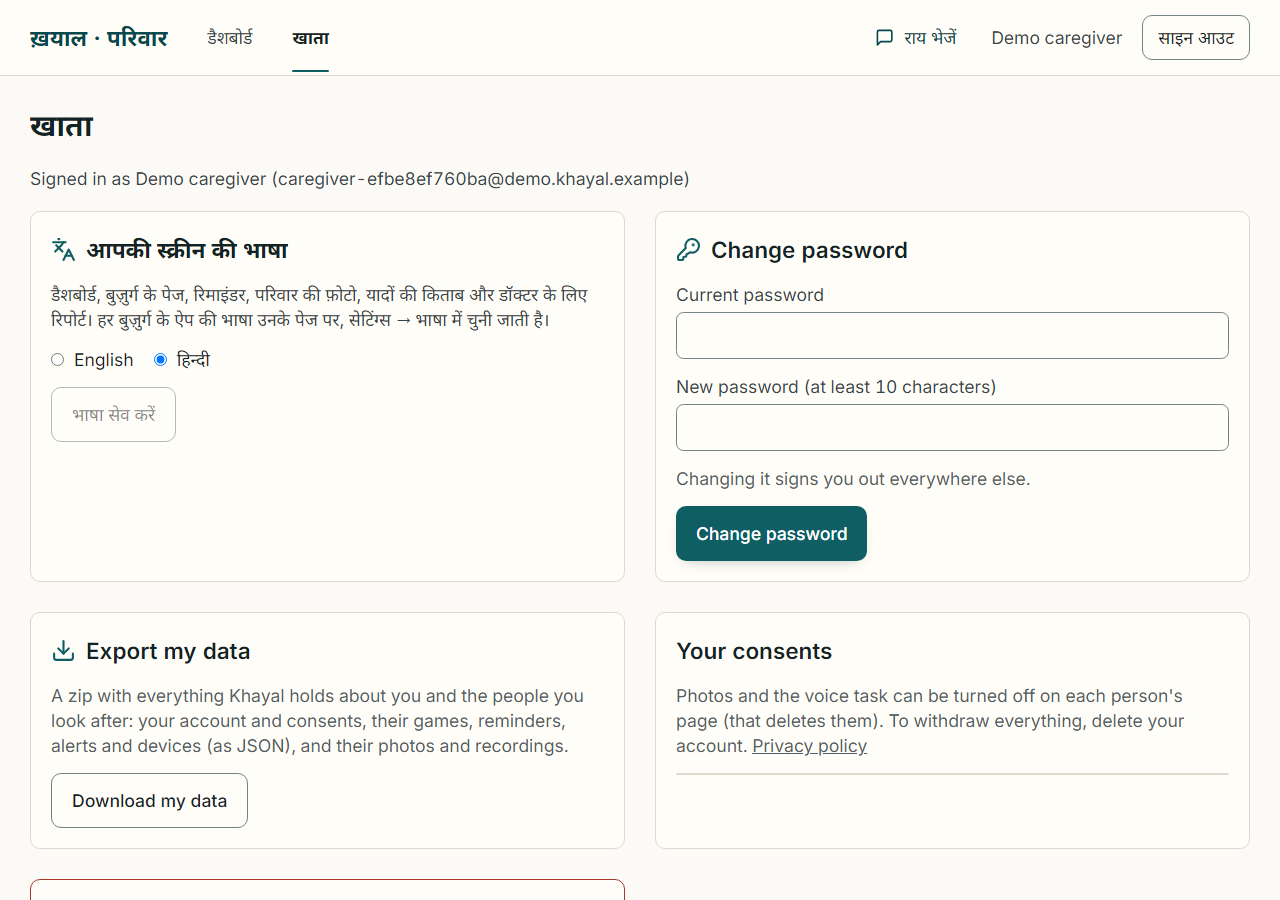 ख़याल · परिवार
डैशबोर्ड
खाता
राय भेजें
Demo caregiver
साइन आउट
खाता
Signed in as Demo caregiver (caregiver-efbe8ef760ba@demo.khayal.example)
आपकी स्क्रीन की भाषा
डैशबोर्ड, बुज़ुर्ग के पेज, रिमाइंडर, परिवार की फ़ोटो, यादों की किताब और डॉक्टर के लिए
रिपोर्ट। हर बुज़ुर्ग के ऐप की भाषा उनके पेज पर, सेटिंग्स → भाषा में चुनी जाती है।
English
हिन्दी
भाषा सेव करें
Change password
Current password
New password (at least 10 characters)
Changing it signs you out everywhere else.
Change password
Export my data
A zip with everything Khayal holds about you and the people you
look after: your account and consents, their games, reminders,
alerts and devices (as JSON), and their photos and recordings.
Download my data
Your consents
Photos and the voice task can be turned off on each person's
page (that deletes them). To withdraw everything, delete your
account. Privacy policy